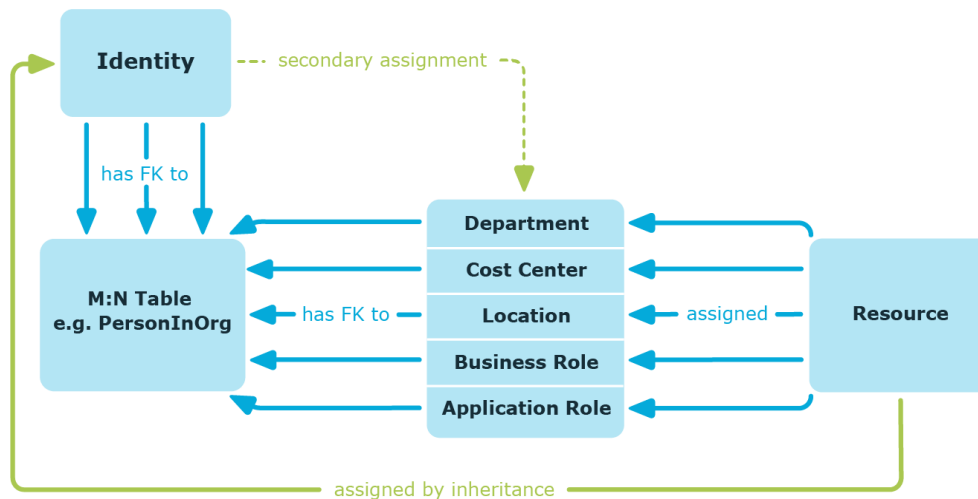 Identity
secondary assignment
has FK to
Department
Cost Center
M:N Table
e.g. PersonInOrg
has FK to
Location
assigned
Resource
Business Role
Application Role
assigned by inheritance